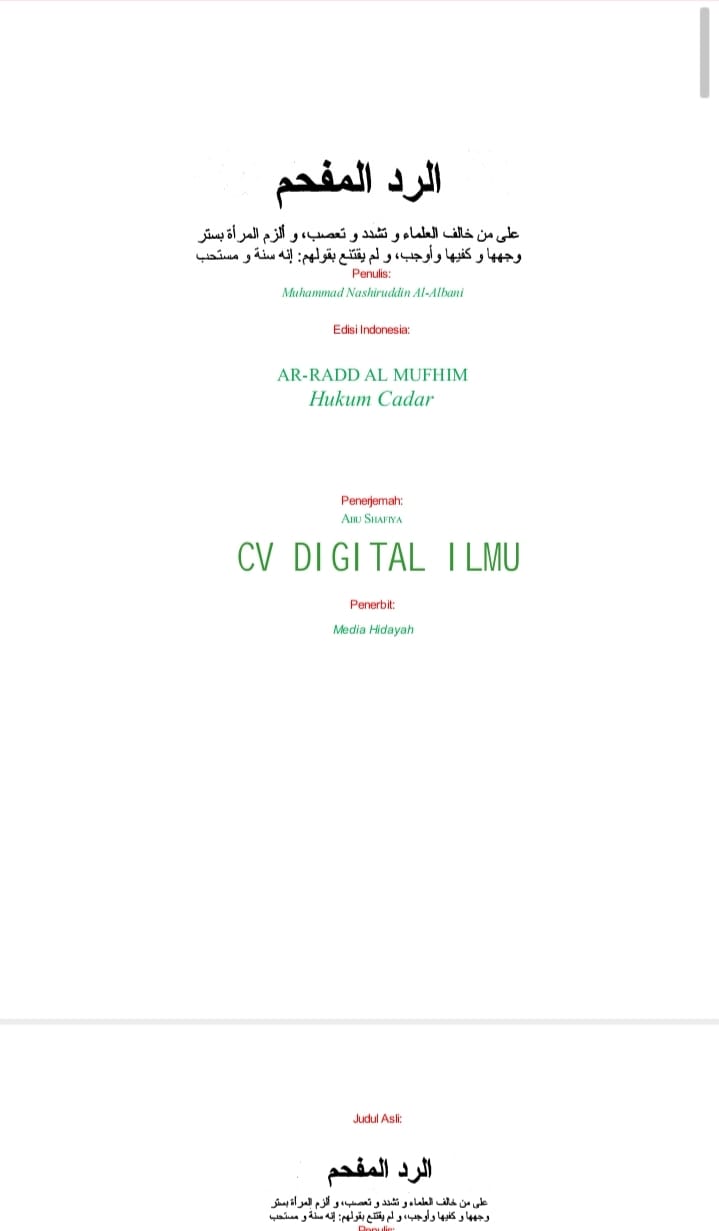 الرد المفحم
على من خالف العلماء و تشدد و تعصب، و ألزم المرأة بستر
وجهها و كفيها وأوجب، و لم يقتنع بقولهم: إنه سنة و مستحب
Penulis:
Muhammad Nashiruddin Al-Albani
Edisi Indonesia:
AR-RADD AL MUFHIM
Hukum Cadar
Penerjemah:
ABU SHAFIYA
CV DIGITAL ILMU
Penerbit:
Media Hidayah
Judul Asli:
الرد المفحم
على من خالف العلماء و تشدد و تعصب، و ألزم المرأة بستر
وجهها و كفيها وأوجب، و لم يقتنع بقولهم: إنه سنة و مستحب
Penulis: